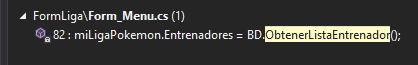 FormLiga\Form_Menu.cs (1)
82 : miLigaPokemon.Entrenadores = BD.ObtenerListaEntrenador();